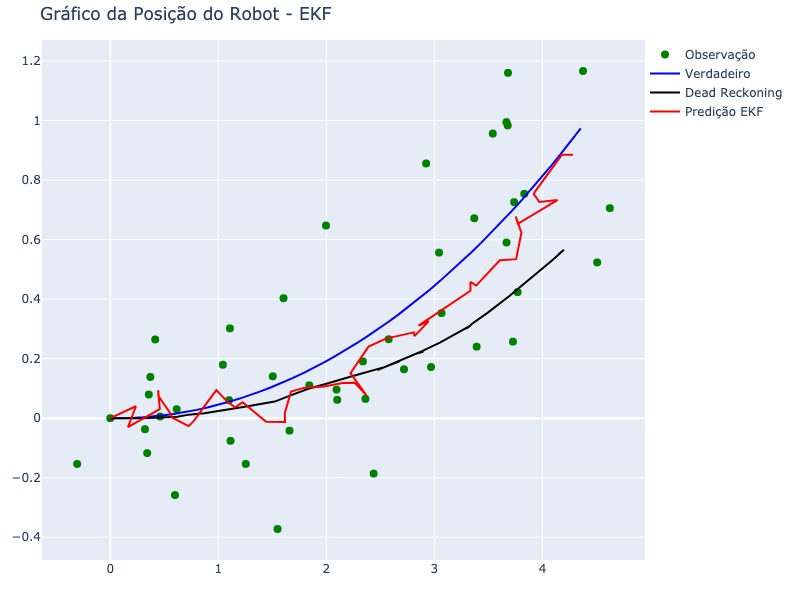 Gráfico da Posição do Robot - EKF
Observação
Verdadeiro
Dead Reckoning
Predição EKF
1.2
1
0.8
0.6
0.4
0.2
0
−0.2
−0.4
0 1 2 3 4